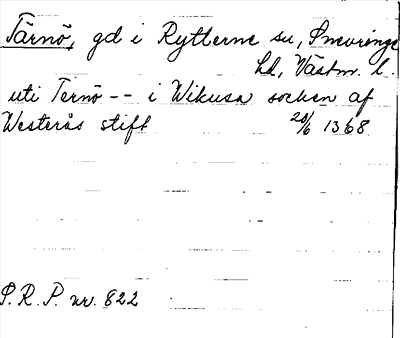 Tärnö, gd i Rytterne sn, Snevringe
hd, Västm. l.
uti Ternö -- i Wikusa socken af
Westerås stift 20/6 1368
S. R. P. nr. 822